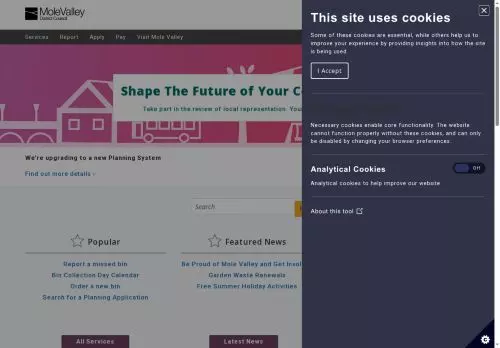 MoleValley
District Council
Services Report Apply Pay Visit Mole Valley
Shape The Future of Your C
Take part in the review of local representation. You
We're upgrading to a new Planning System
Find out more details ›
Search
Popular
Report a missed bin
Bin Collection Day Calendar
Order a new bin
Search for a Planning Application
All Services
Featured News
Be Proud of Mole Valley and Get Invol
Garden Waste Renewals
Free Summer Holiday Activities
Latest News
This site uses cookies
Some of these cookies are essential, while others help us to
improve your experience by providing insights into how the site
is being used.
I Accept
Necessary cookies enable core functionality. The website
cannot function properly without these cookies, and can only
be disabled by changing your browser preferences.
Analytical Cookies
Off
Analytical cookies to help improve our website
About this tool